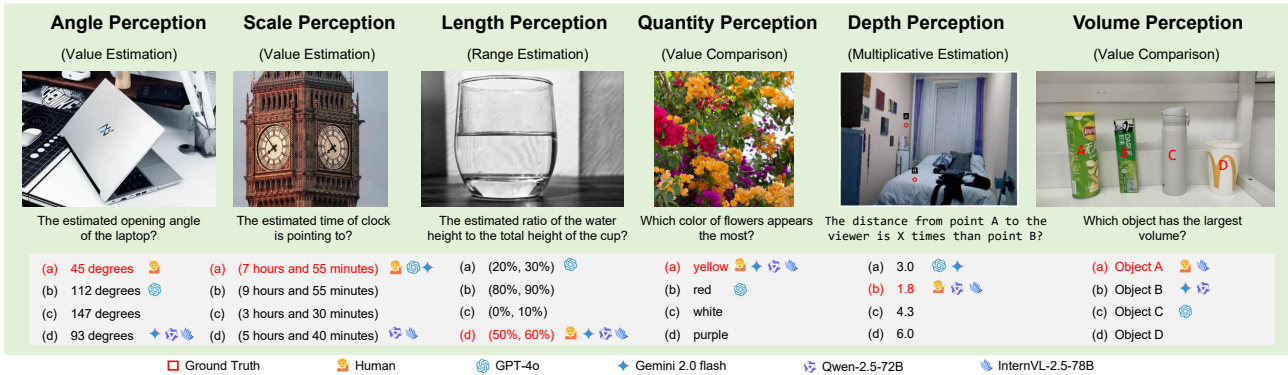 Angle Perception
(Value Estimation)
The estimated opening angle
of the laptop?
(a) 45 degrees
(b) 112 degrees
(c) 147 degrees
(d) 93 degrees
Scale Perception
(Value Estimation)
The estimated time of clock
is pointing to?
(a) (7 hours and 55 minutes)
(b) (9 hours and 55 minutes)
(c) (3 hours and 30 minutes)
(d) (5 hours and 40 minutes)
Length Perception
(Range Estimation)
The estimated ratio of the water
height to the total height of the cup?
(a) (20%, 30%)
(b) (80%, 90%)
(c) (0%, 10%)
(d) (50%, 60%)
Quantity Perception
(Value Comparison)
Which color of flowers appears
the most?
(a) yellow
(b) red
(c) white
(d) purple
Depth Perception
(Multiplicative Estimation)
A
B
The distance from point A to the
viewer is X times than point B?
(a) 3.0
(b) 1.8
(c) 4.3
(d) 6.0
Volume Perception
(Value Comparison)
A
B
C
D
Which object has the largest
volume?
(a) Object A
(b) Object B
(c) Object C
(d) Object D
Ground Truth
Human
GPT-4o
Gemini 2.0 flash
Qwen-2.5-72B
InternVL-2.5-78B